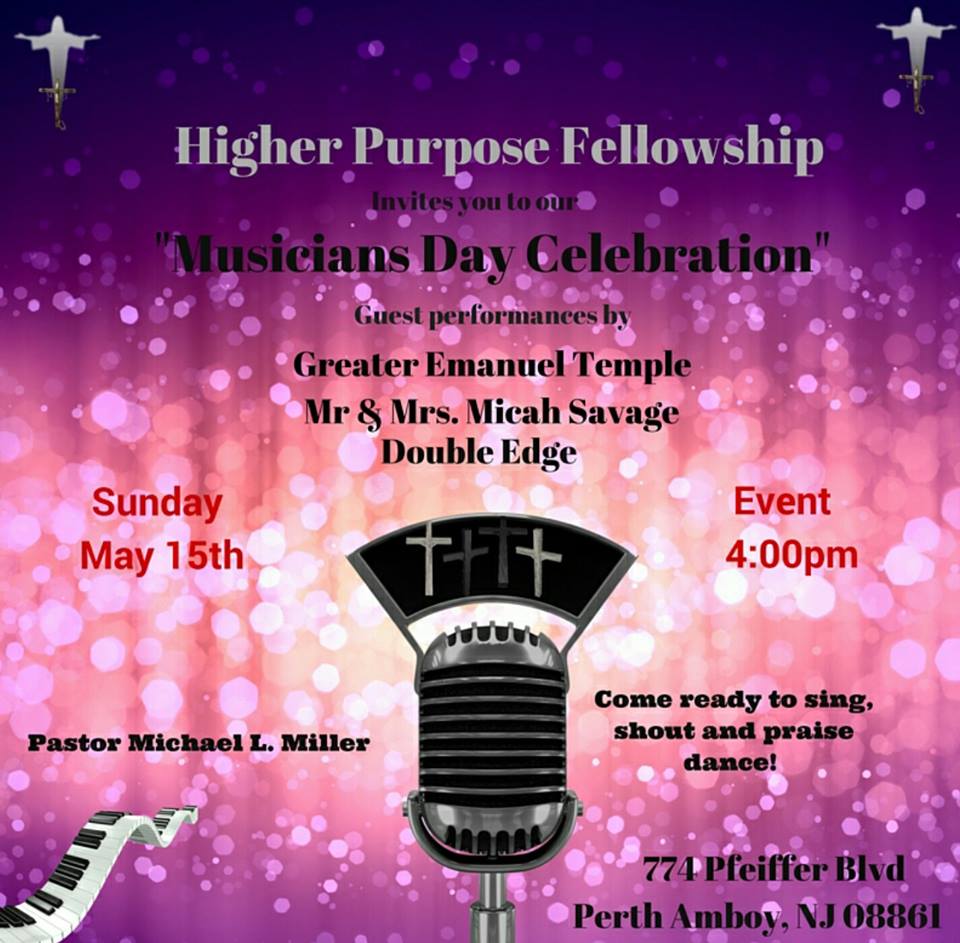 Higher Purpose Fellowship
Invites you to our
"Musicians Day Celebration"
Guest performances by
Greater Emanuel Temple
Mr & Mrs. Micah Savage
Double Edge
Sunday
May 15th
Event
4:00pm
Pastor Michael L. Miller
Come ready to sing,
shout and praise
dance!
774 Pfeiffer Blvd
Perth Amboy, NJ 08861